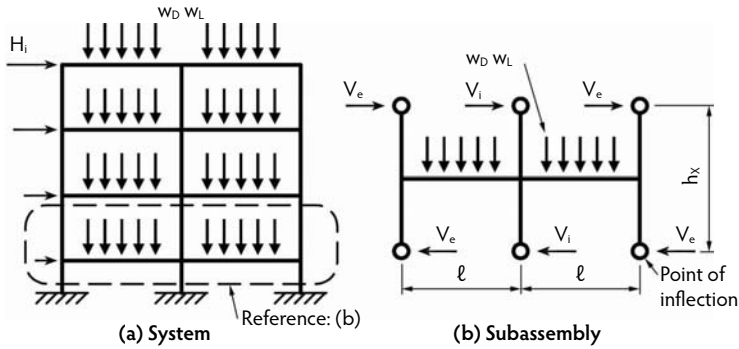 w_D w_L
H_i
w_D w_L
V_e V_i V_e
h_x
V_e V_i V_e
ℓ ℓ
Point of
inflection
Reference: (b)
(a) System
(b) Subassembly